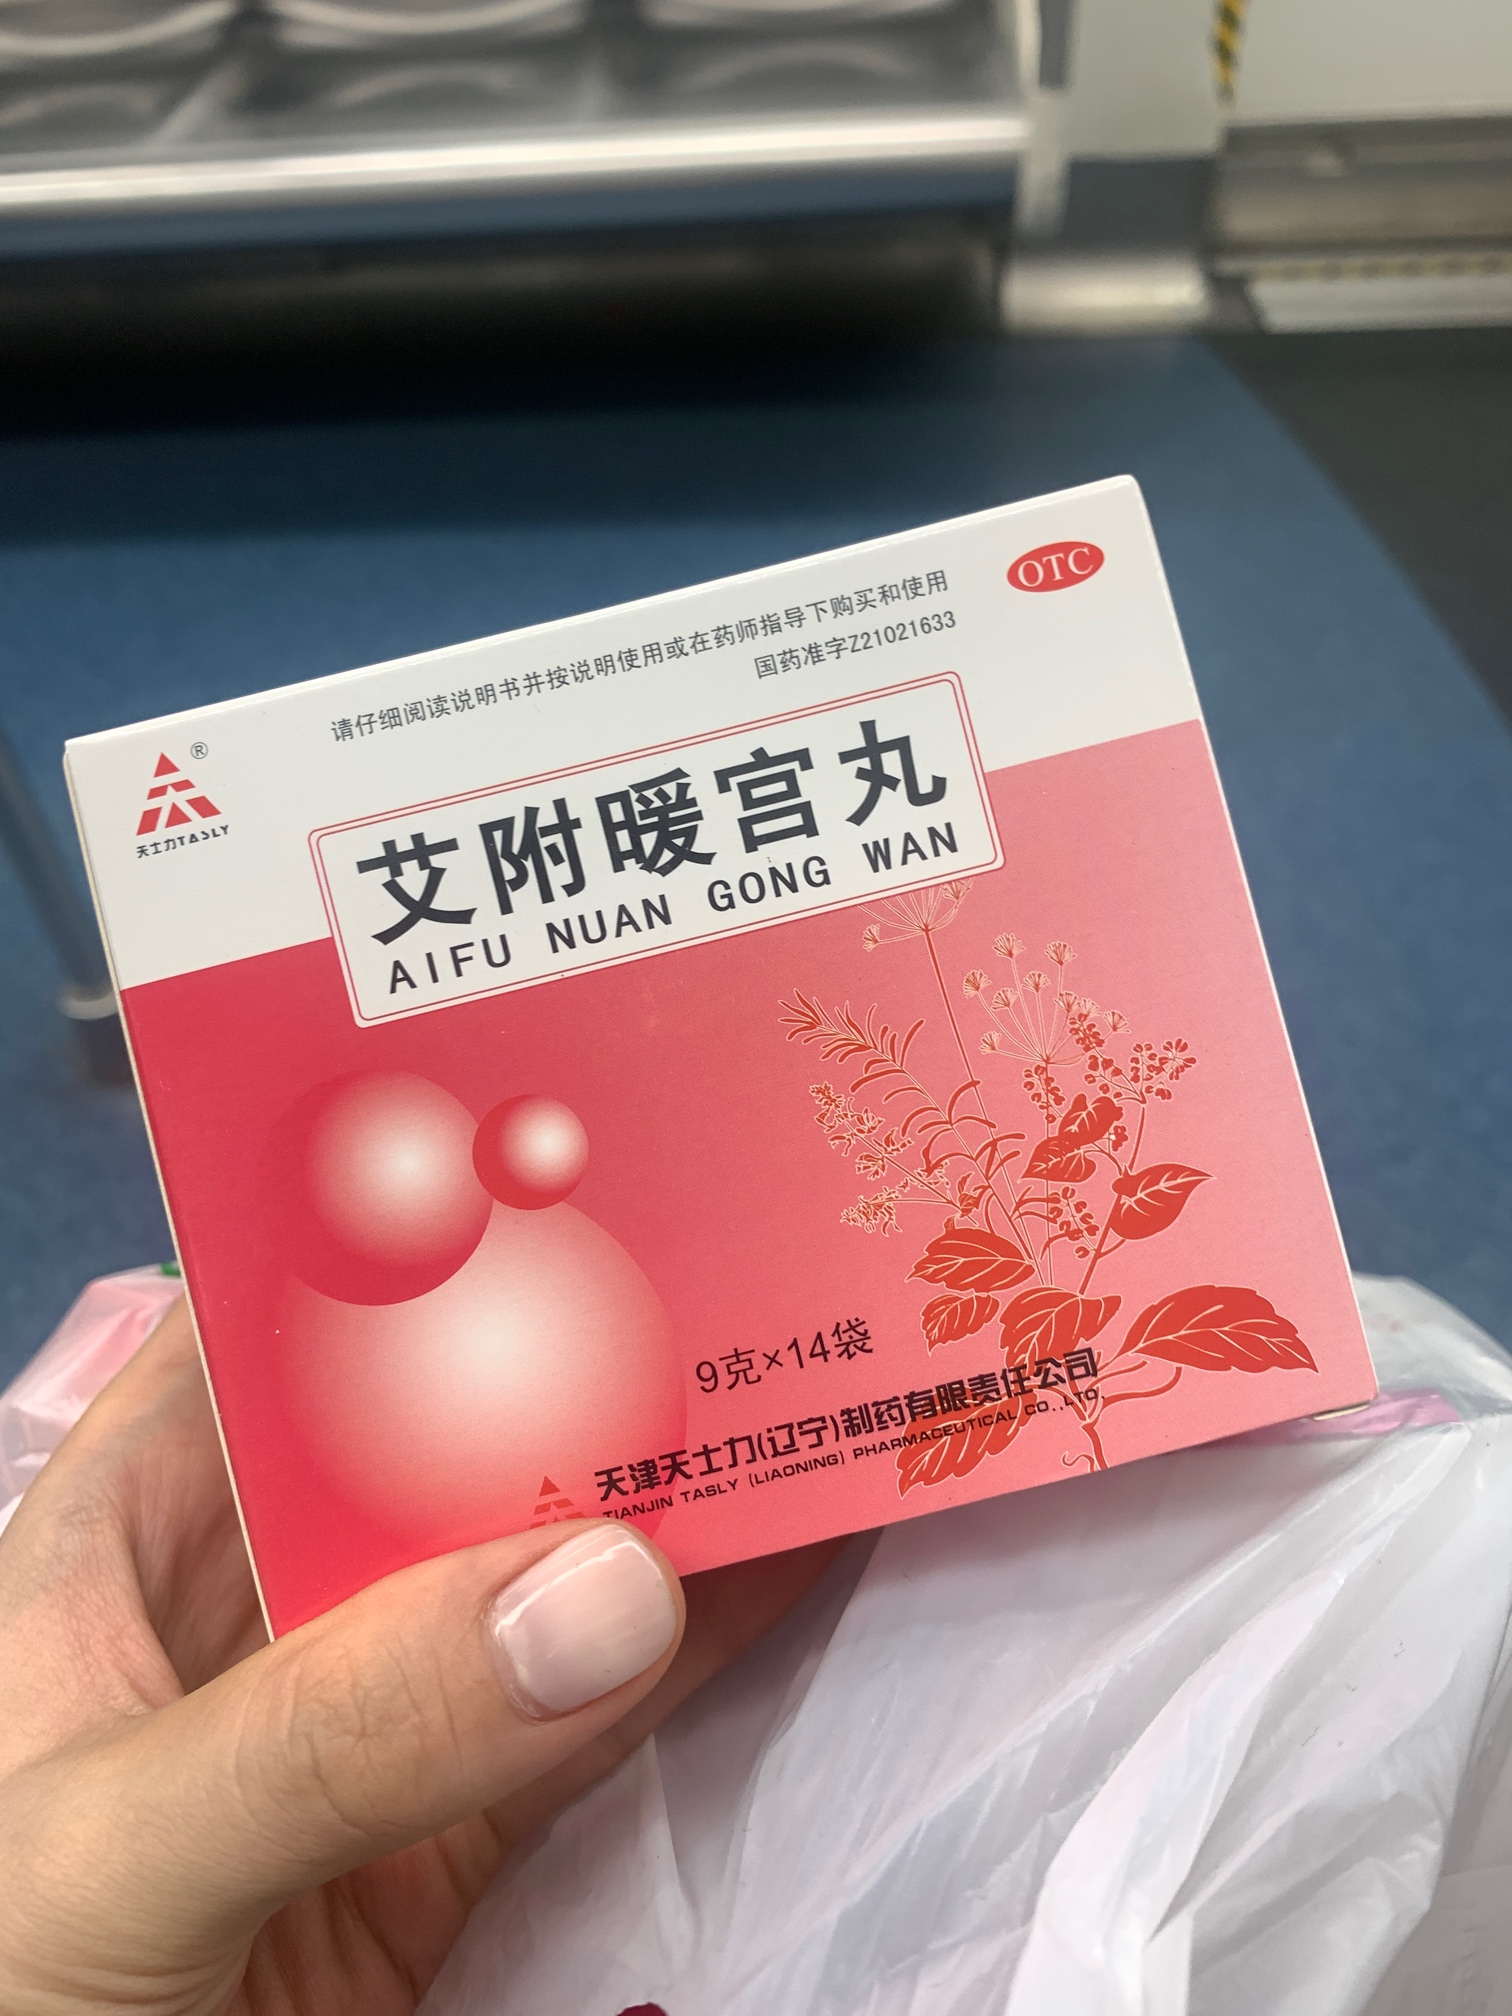 OTC
请仔细阅读说明书并按说明使用或在药师指导下购买和使用
国药准字Z21021633
®
天士力TASLY
艾附暖宫丸
AIFU NUAN GONG WAN
9克×14袋
天津天士力(辽宁)制药有限责任公司
TIANJIN TASLY (LIAONING) PHARMACEUTICAL CO.,LTD.